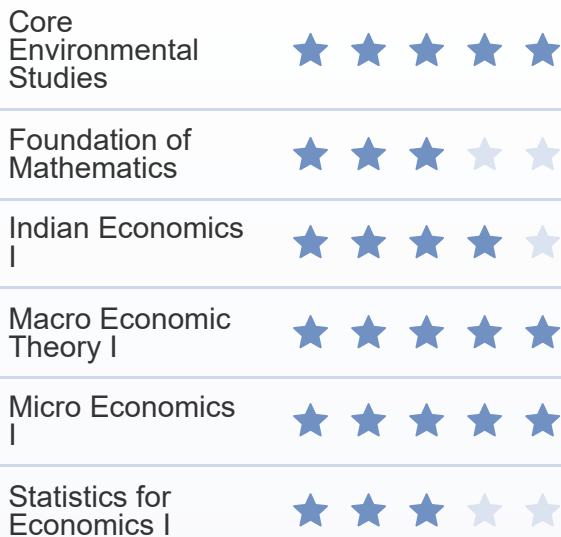 Core
Environmental
Studies
Foundation of
Mathematics
Indian Economics
I
Macro Economic
Theory I
Micro Economics
I
Statistics for
Economics I